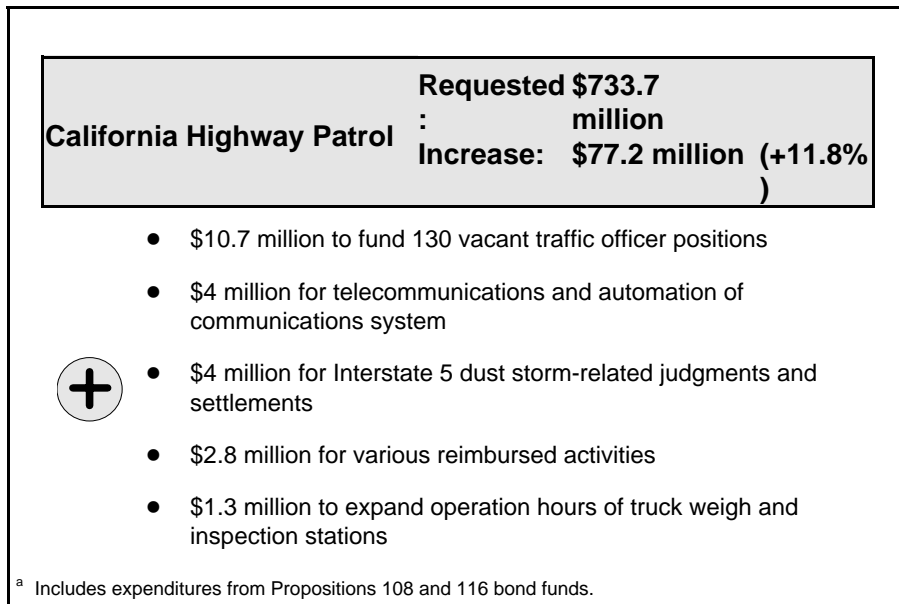 California Highway Patrol
Requested $733.7
: million
Increase: $77.2 million (+11.8%
)
● $10.7 million to fund 130 vacant traffic officer positions
● $4 million for telecommunications and automation of
communications system
● $4 million for Interstate 5 dust storm-related judgments and
settlements
● $2.8 million for various reimbursed activities
● $1.3 million to expand operation hours of truck weigh and
inspection stations
a Includes expenditures from Propositions 108 and 116 bond funds.